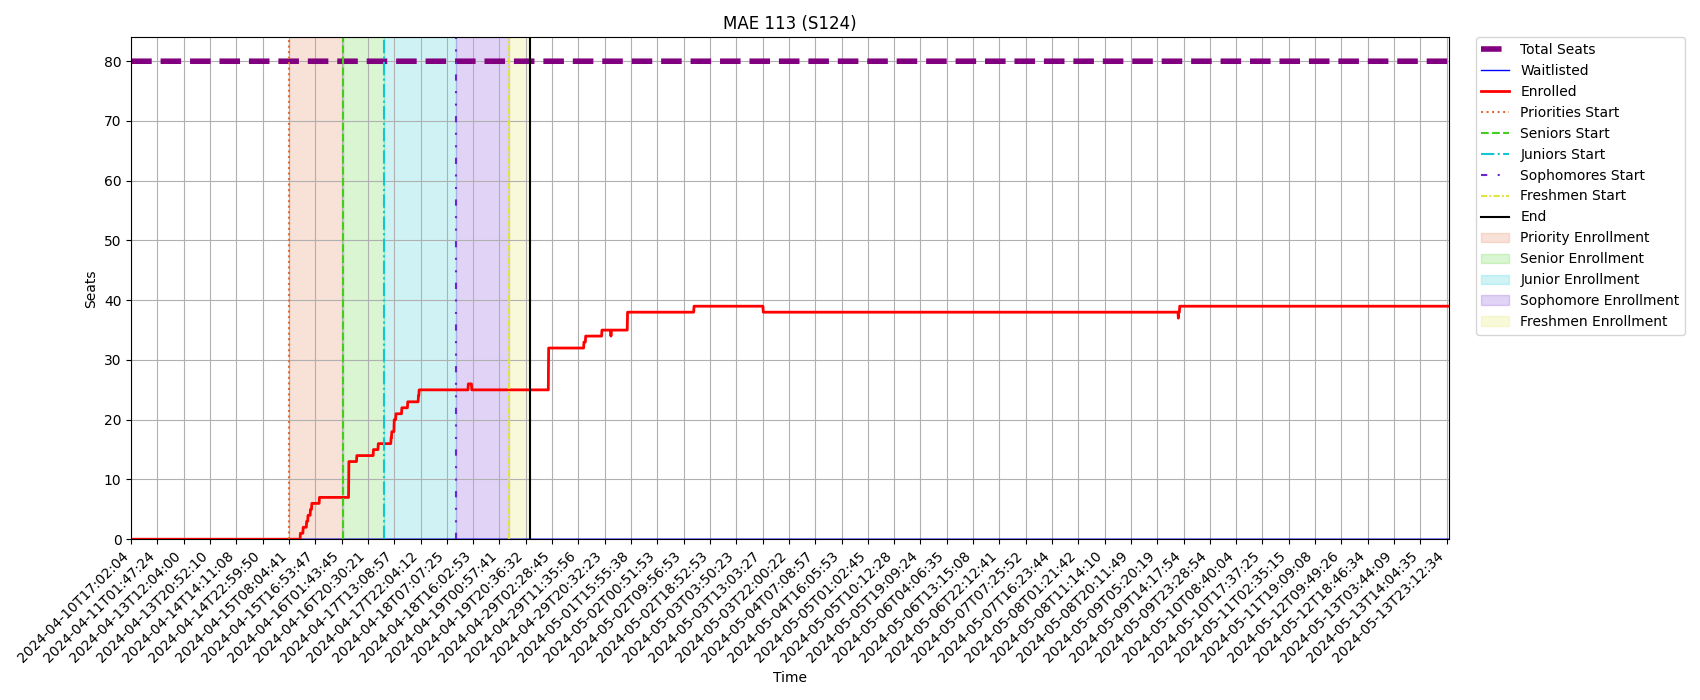 MAE 113 (S124)
Seats
80
70
60
50
40
30
20
10
0
2024-04-10T17:02:04
2024-04-11T01:47:24
2024-04-13T12:04:00
2024-04-13T20:52:10
2024-04-14T14:11:08
2024-04-14T22:59:50
2024-04-15T08:04:41
2024-04-15T16:53:47
2024-04-16T01:43:45
2024-04-16T20:30:21
2024-04-17T13:08:57
2024-04-17T22:04:12
2024-04-18T07:07:25
2024-04-18T16:02:53
2024-04-19T00:57:41
2024-04-19T20:36:32
2024-04-29T02:28:45
2024-04-29T11:35:56
2024-04-29T20:32:23
2024-05-01T15:55:38
2024-05-02T00:51:53
2024-05-02T09:56:53
2024-05-02T18:52:53
2024-05-03T03:50:23
2024-05-03T13:03:27
2024-05-03T22:00:22
2024-05-04T07:08:57
2024-05-04T16:05:53
2024-05-05T01:02:45
2024-05-05T10:12:28
2024-05-05T19:09:24
2024-05-06T04:06:35
2024-05-06T13:15:08
2024-05-06T22:12:41
2024-05-07T07:25:52
2024-05-07T16:23:44
2024-05-08T01:21:42
2024-05-08T11:14:10
2024-05-08T20:11:49
2024-05-09T05:20:19
2024-05-09T14:17:54
2024-05-09T23:28:54
2024-05-10T08:40:04
2024-05-10T17:37:25
2024-05-11T02:35:15
2024-05-11T19:09:08
2024-05-12T09:49:26
2024-05-12T18:46:34
2024-05-13T03:44:09
2024-05-13T14:04:35
2024-05-13T23:12:34
Time
Total Seats
Waitlisted
Enrolled
Priorities Start
Seniors Start
Juniors Start
Sophomores Start
Freshmen Start
End
Priority Enrollment
Senior Enrollment
Junior Enrollment
Sophomore Enrollment
Freshmen Enrollment